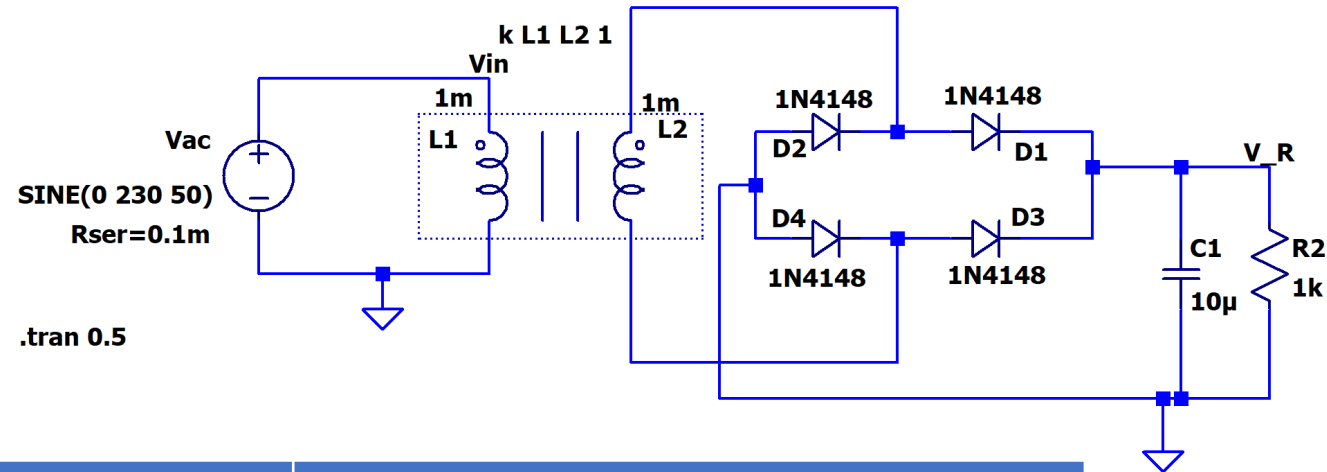 k L1 L2 1
Vin
1m
1m
L1
L2
Vac
SINE(0 230 50)
Rser=0.1m
.tran 0.5
1N4148
1N4148
D2
D1
D4
D3
1N4148
1N4148
V_R
C1
10µ
R2
1k